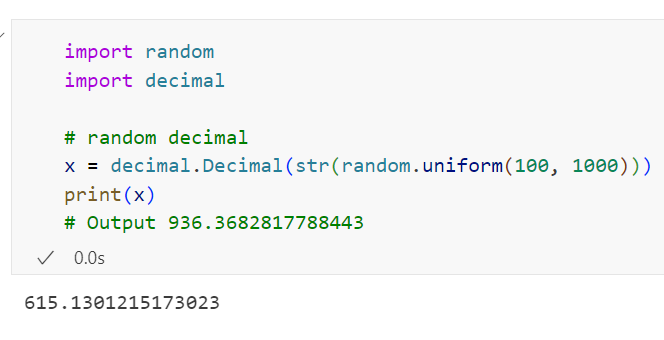 import random
import decimal
# random decimal
x = decimal.Decimal(str(random.uniform(100, 1000)))
print(x)
# Output 936.3682817788443
0.0s
615.1301215173023